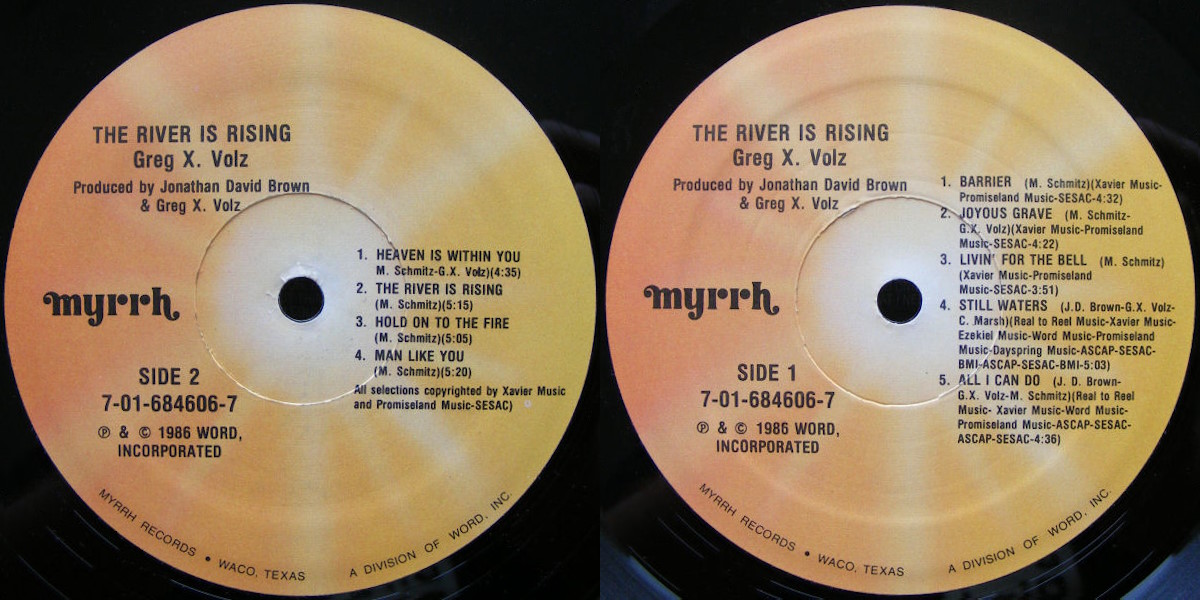 THE RIVER IS RISING
Greg X. Volz
Produced by Jonathan David Brown
& Greg X. Volz
1. HEAVEN IS WITHIN YOU
M. Schmitz-G.X. Volz)(4:35)
2. THE RIVER IS RISING
(M. Schmitz)(5:15)
3. HOLD ON TO THE FIRE
(M. Schmitz)(5:05)
4. MAN LIKE YOU
(M. Schmitz)(5:20)
All selections copyrighted by Xavier Music
and Promiseland Music-SESAC)
myrrh
SIDE 2
7-01-684606-7
℗ & © 1986 WORD,
INCORPORATED
MYRRH RECORDS • WACO, TEXAS A DIVISION OF WORD, INC.
THE RIVER IS RISING
Greg X. Volz
Produced by Jonathan David Brown
& Greg X. Volz
1. BARRIER (M. Schmitz)(Xavier Music-
Promiseland Music-SESAC-4:32)
2. JOYOUS GRAVE (M. Schmitz-
G.X. Volz)(Xavier Music-Promiseland
Music-SESAC-4:22)
3. LIVIN' FOR THE BELL (M. Schmitz)
(Xavier Music-Promiseland
Music-SESAC-3:51)
4. STILL WATERS (J.D. Brown-G.X. Volz-
C. Marsh)(Real to Reel Music-Xavier Music-
Ezekiel Music-Word Music-Promiseland
Music-Dayspring Music-ASCAP-SESAC-
BMI-ASCAP-SESAC-BMI-5:03)
5. ALL I CAN DO (J. D. Brown-
G.X. Volz-M. Schmitz)(Real to Reel
Music- Xavier Music-Word Music-
Promiseland Music-ASCAP-SESAC-
ASCAP-SESAC-4:36)
myrrh
SIDE 1
7-01-684606-7
℗ & © 1986 WORD,
INCORPORATED
MYRRH RECORDS • WACO, TEXAS A DIVISION OF WORD, INC.